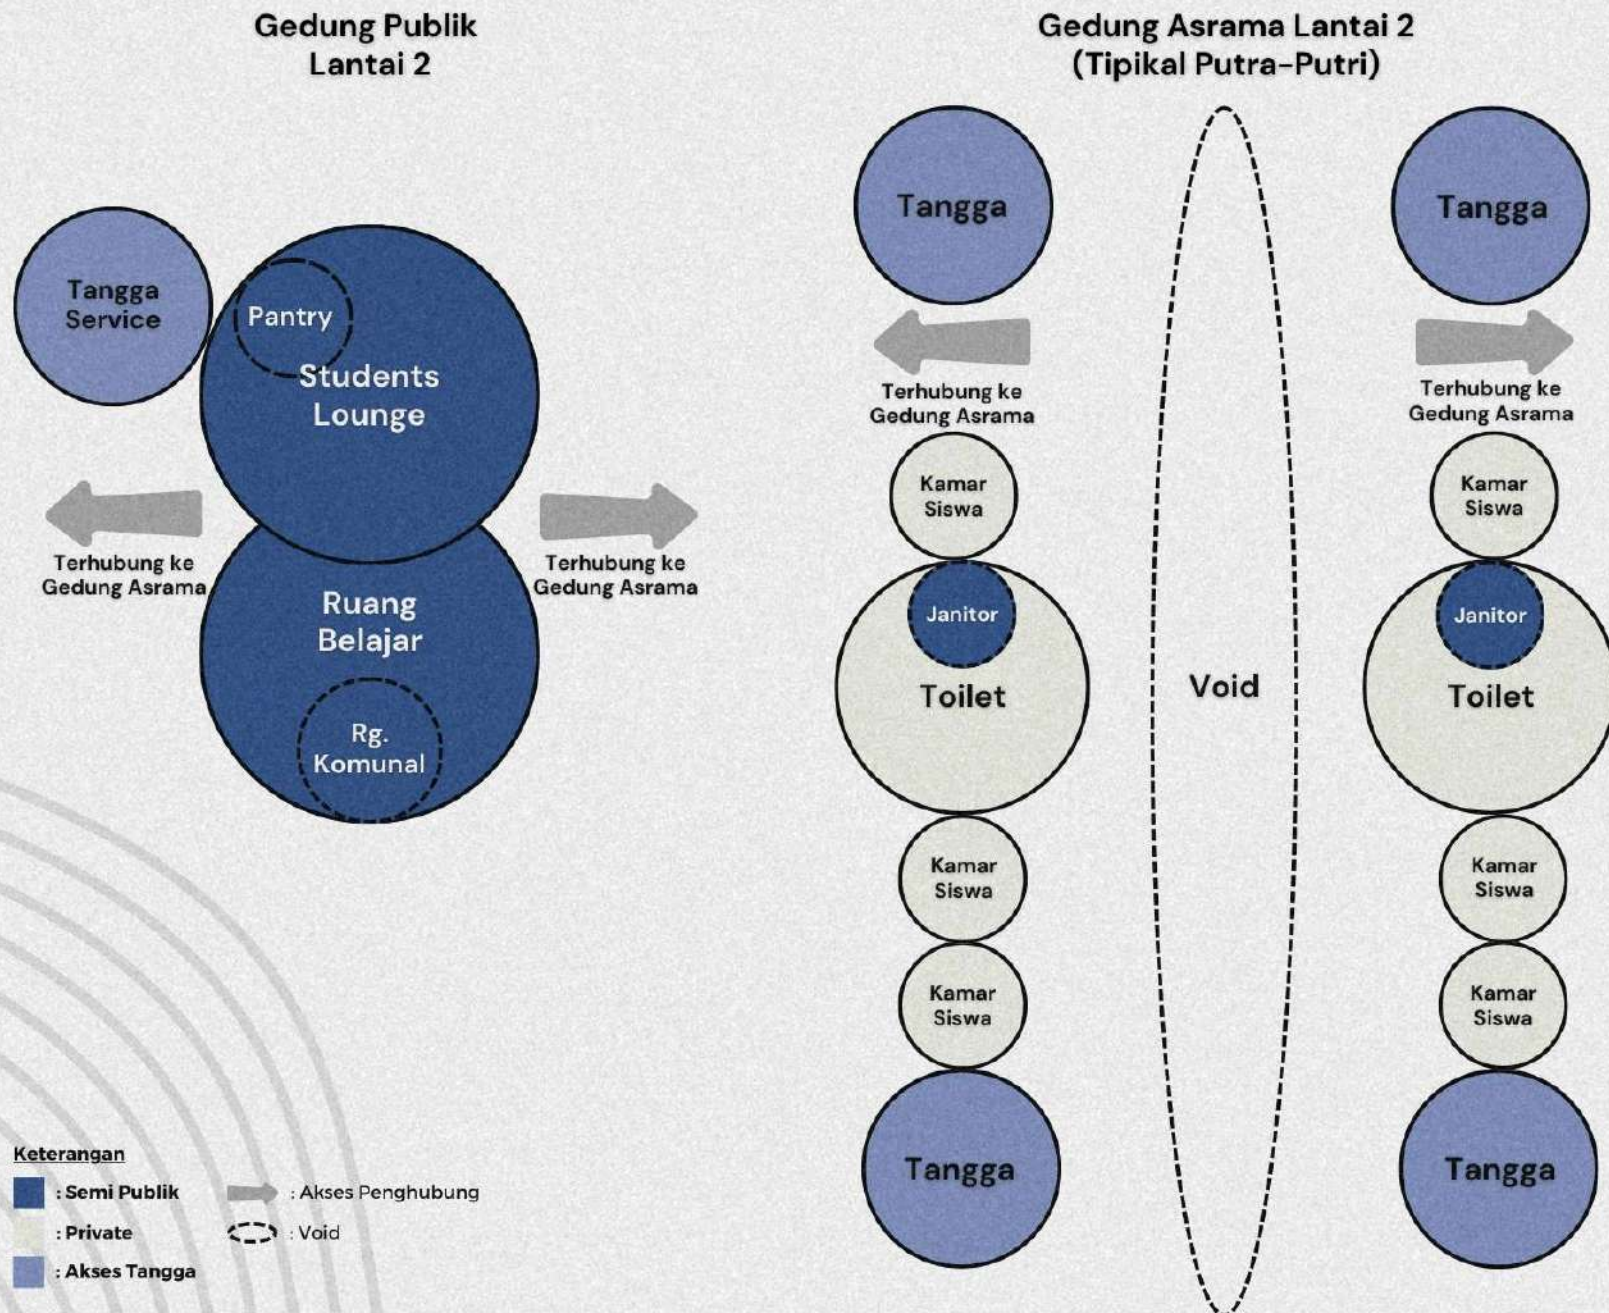 Gedung Publik
Lantai 2
Tangga
Service
Pantry
Students
Lounge
Terhubung ke
Gedung Asrama
Terhubung ke
Gedung Asrama
Ruang
Belajar
Rg.
Komunal
Gedung Asrama Lantai 2
(Tipikal Putra-Putri)
Tangga
Terhubung ke
Gedung Asrama
Kamar
Siswa
Janitor
Toilet
Kamar
Siswa
Kamar
Siswa
Tangga
Void
Tangga
Terhubung ke
Gedung Asrama
Kamar
Siswa
Janitor
Toilet
Kamar
Siswa
Kamar
Siswa
Tangga
Keterangan
: Semi Publik
: Private
: Akses Tangga
: Akses Penghubung
: Void